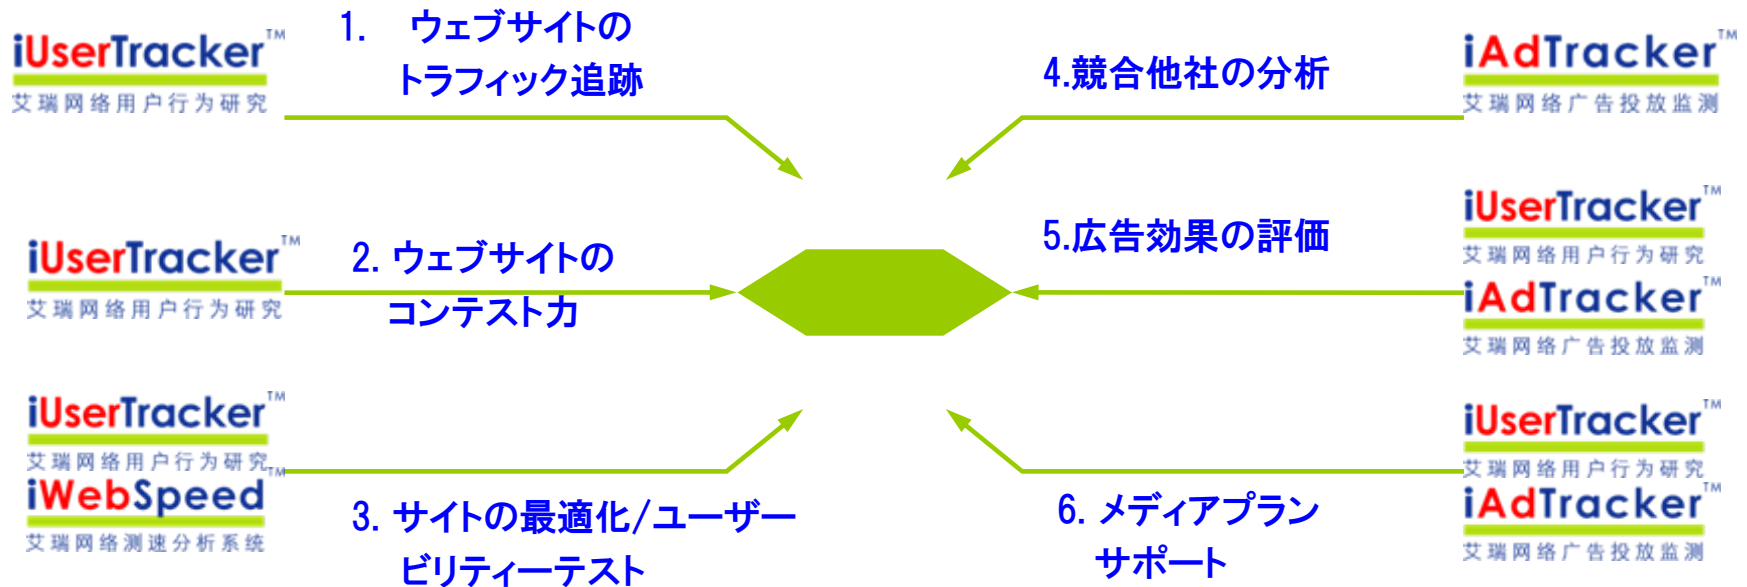 iUserTracker™
艾瑞网络用户行为研究
1. ウェブサイトの
トラフィック追跡
iUserTracker™
艾瑞网络用户行为研究
2. ウェブサイトの
コンテスト力
iUserTracker™
艾瑞网络用户行为研究
iWebSpeed™
艾瑞网络测速分析系统
3. サイトの最適化/ユーザー
ビリティーテスト
4.競合他社の分析
iAdTracker™
艾瑞网络广告投放监测
5.広告効果の評価
iUserTracker™
艾瑞网络用户行为研究
iAdTracker™
艾瑞网络广告投放监测
6. メディアプラン
サポート
iUserTracker™
艾瑞网络用户行为研究
iAdTracker™
艾瑞网络广告投放监测